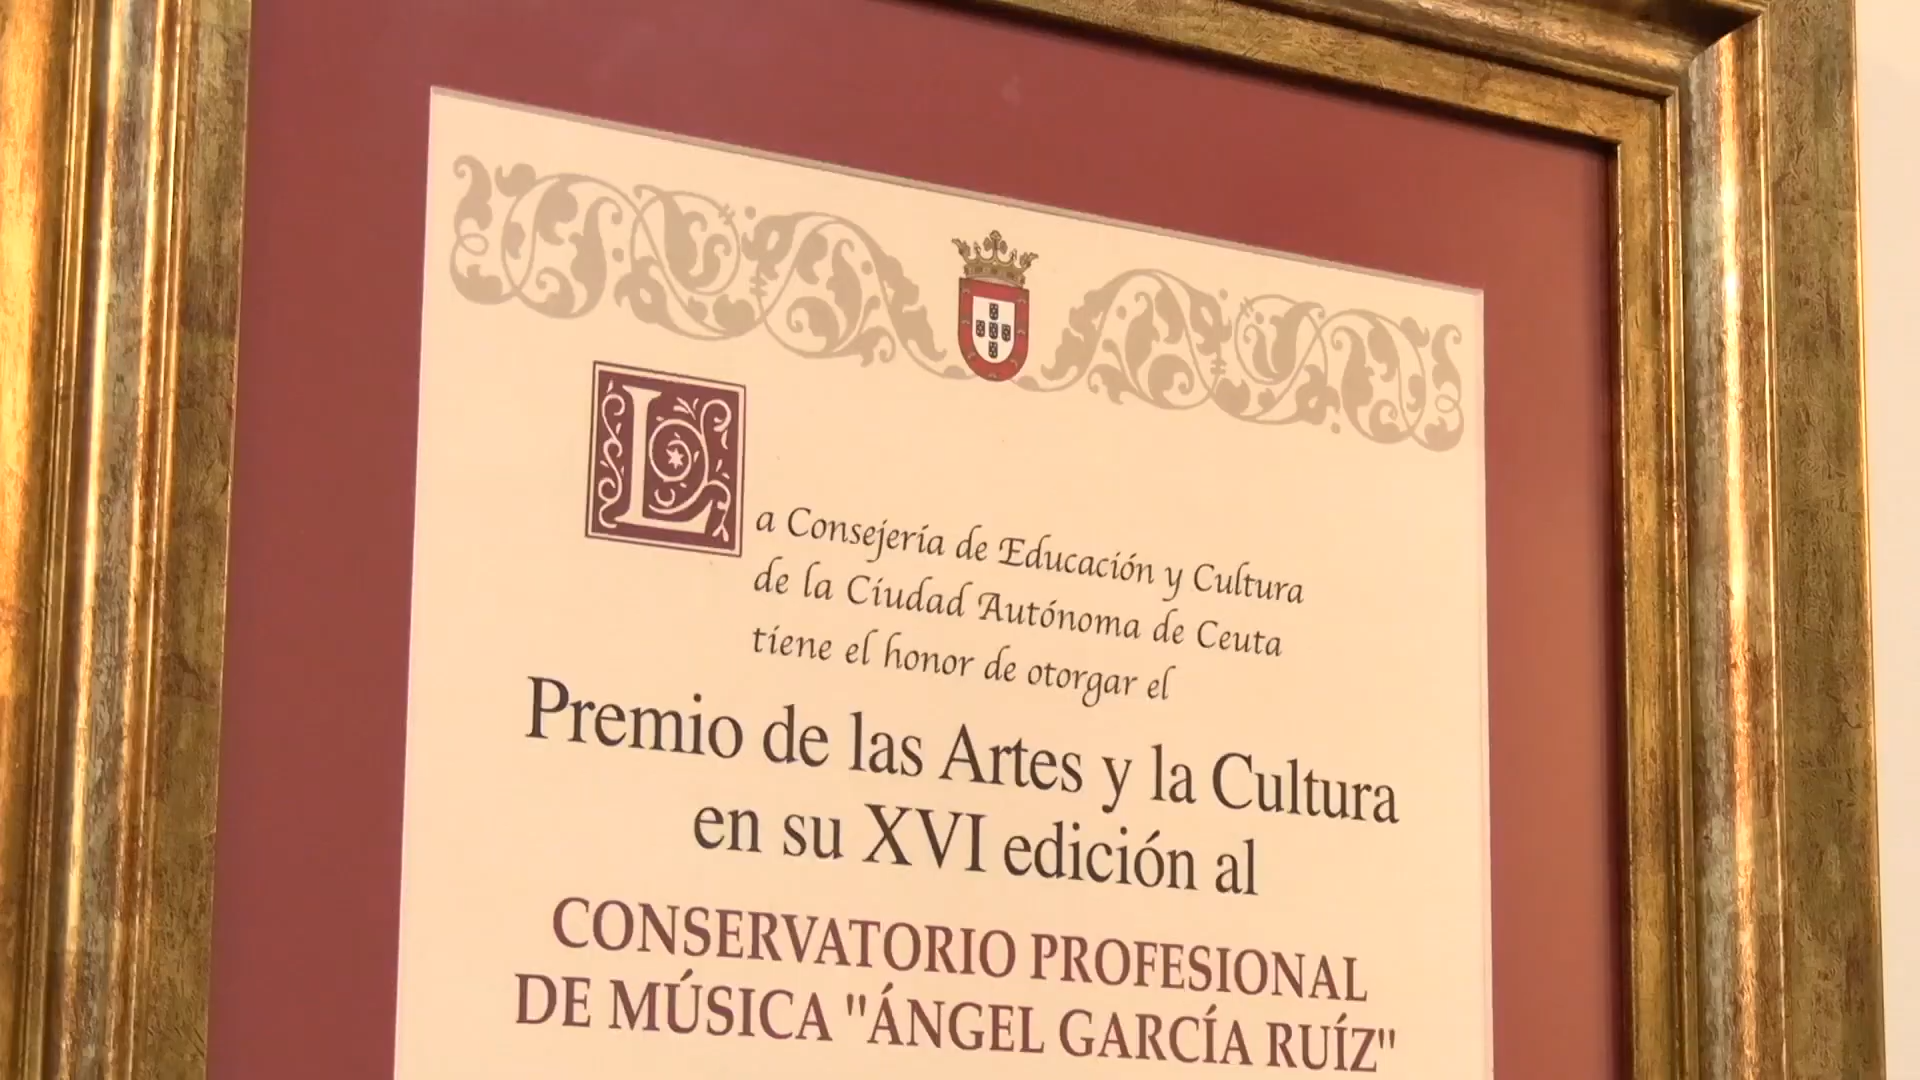 La Consejería de Educación y Cultura
de la Ciudad Autónoma de Ceuta
tiene el honor de otorgar el
Premio de las Artes y la Cultura
en su XVI edición al
CONSERVATORIO PROFESIONAL
DE MÚSICA "ÁNGEL GARCÍA RUÍZ"